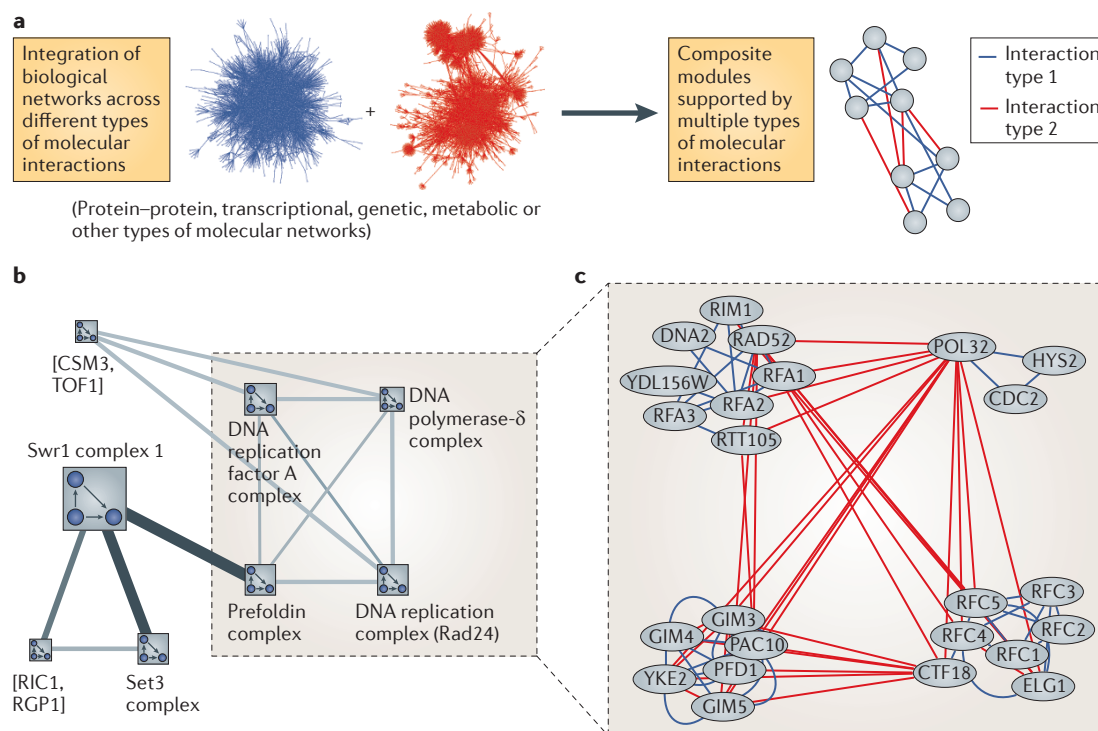 a
Integration of
biological
networks across
different types
of molecular
interactions
+
Composite
modules
supported by
multiple types
of molecular
interactions
Interaction
type 1
Interaction
type 2
(Protein–protein, transcriptional, genetic, metabolic or
other types of molecular networks)
b
[CSM3,
TOF1]
DNA
replication
factor A
complex
DNA
polymerase-δ
complex
Swr1 complex 1
Prefoldin
complex
DNA replication
complex (Rad24)
[RIC1,
RGP1]
Set3
complex
c
RIM1
DNA2
RAD52
RFA1
YDL156W
RFA2
RFA3
RTT105
POL32
HYS2
CDC2
GIM3
GIM4
PAC10
YKE2
PFD1
GIM5
RFC5
RFC3
RFC4
RFC2
RFC1
CTF18
ELG1